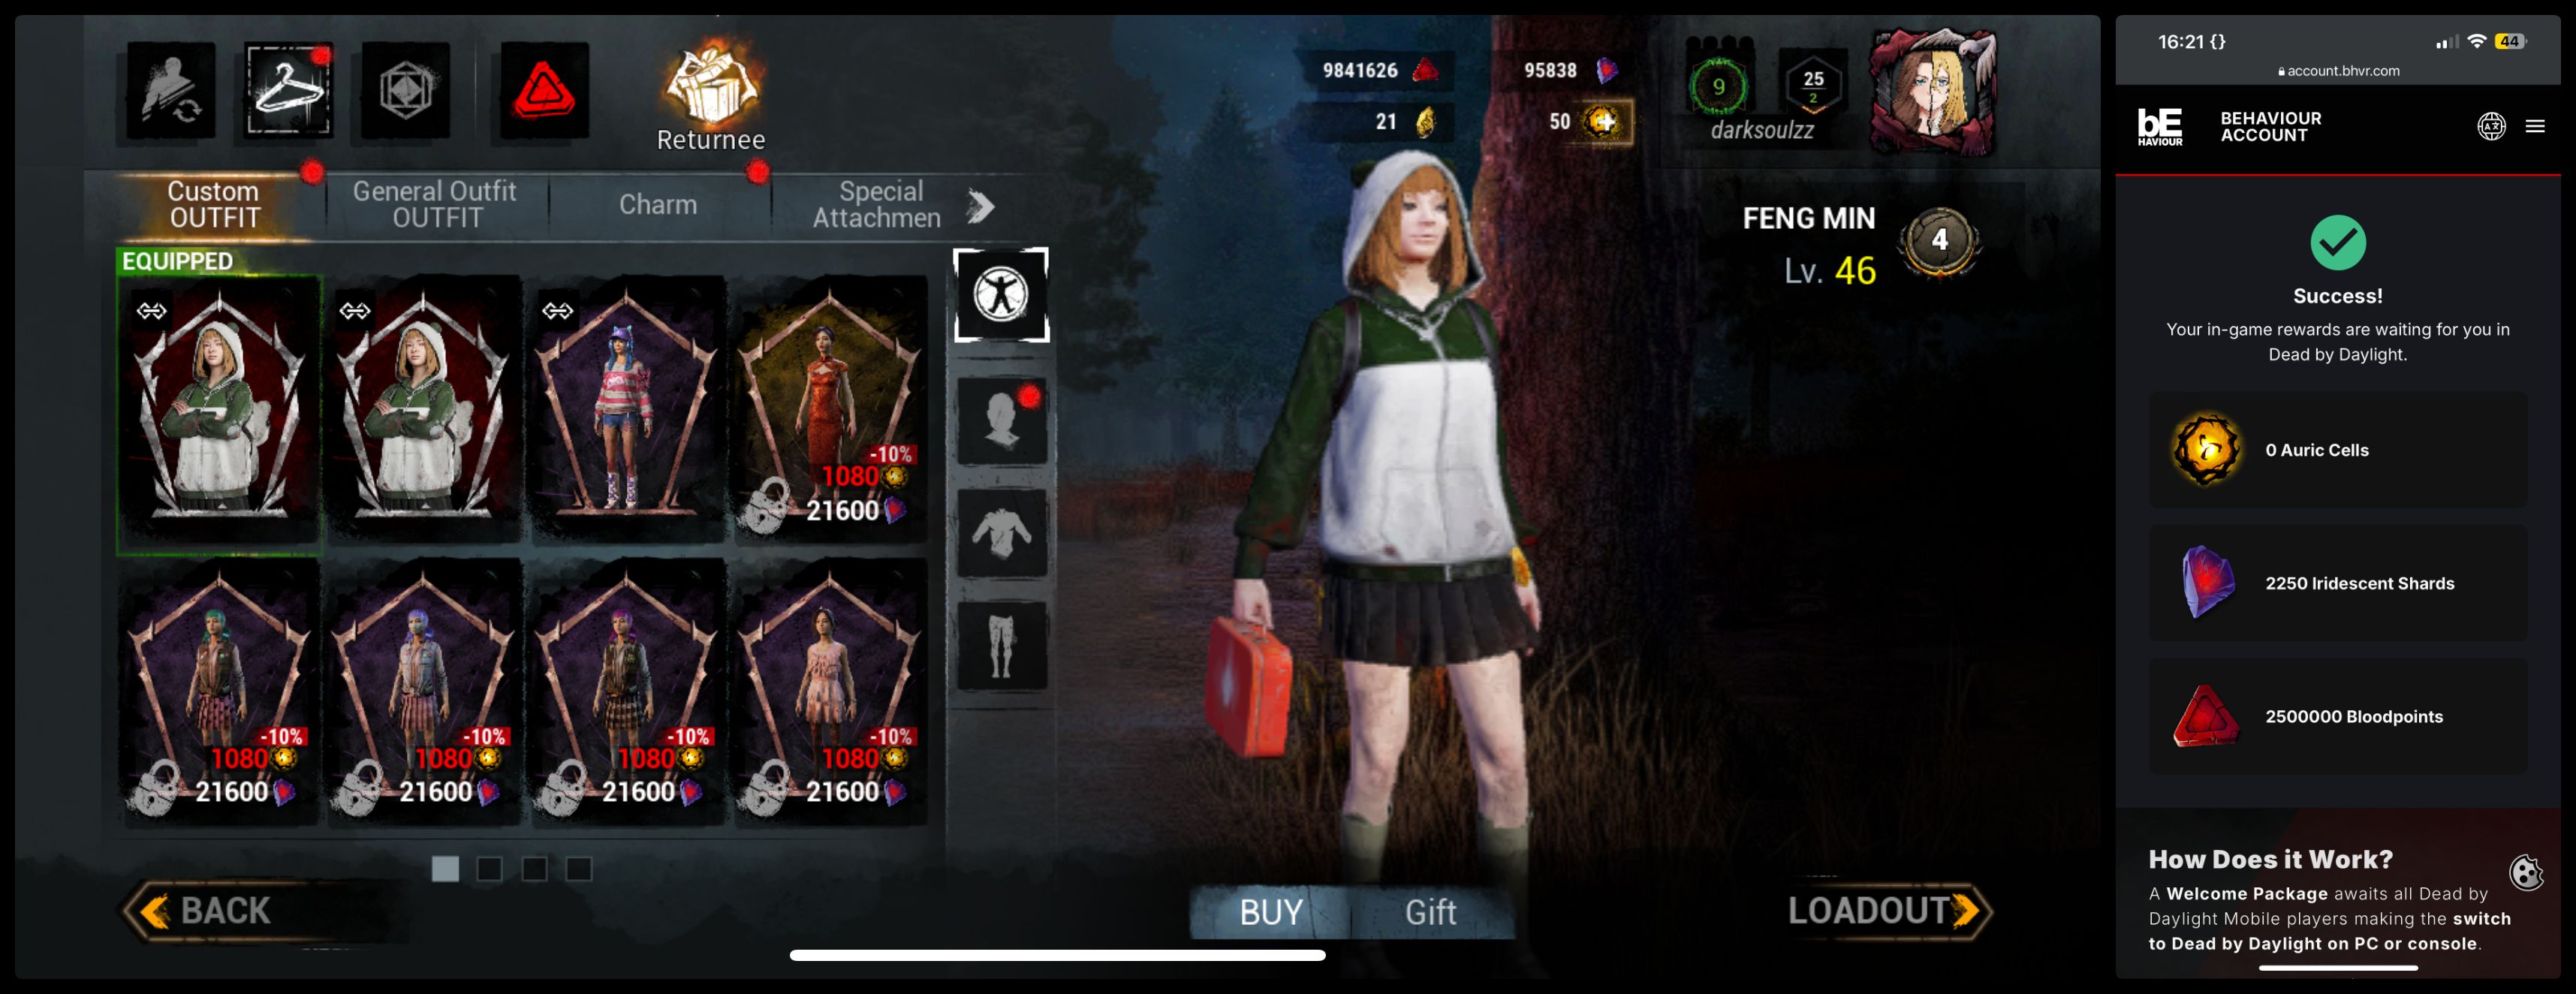 Returnee
9841626
95838
21
50
9
25
2
darksoulzz
Custom
OUTFIT
General Outfit
OUTFIT
Charm
Special
Attachmen
FENG MIN
4
Lv. 46
EQUIPPED
-10%
1080
21600
-10%
1080
21600
-10%
1080
21600
-10%
1080
21600
-10%
1080
21600
BACK
BUY
Gift
LOADOUT
16:21 {}
44
account.bhvr.com
bE
HAVIOUR
BEHAVIOUR
ACCOUNT
Success!
Your in-game rewards are waiting for you in
Dead by Daylight.
0 Auric Cells
2250 Iridescent Shards
2500000 Bloodpoints
How Does it Work?
A Welcome Package awaits all Dead by
Daylight Mobile players making the switch
to Dead by Daylight on PC or console.